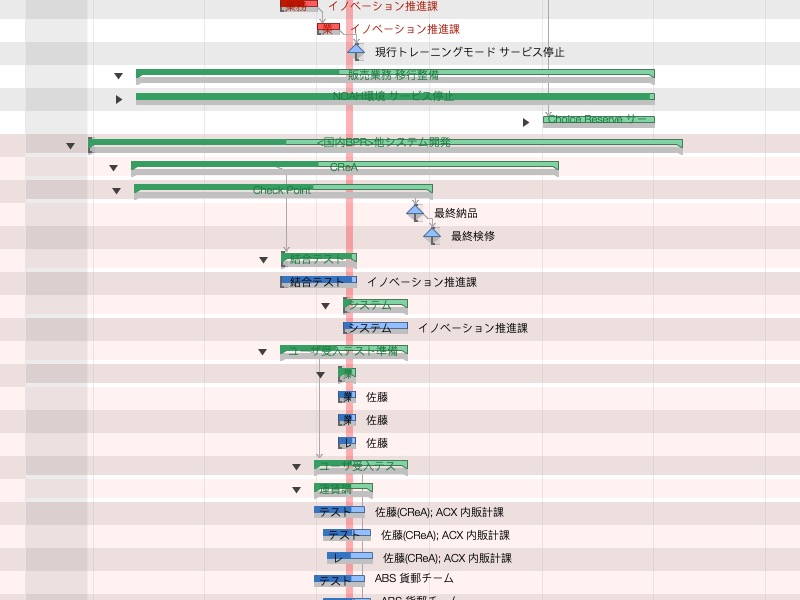 業務 イノベーション推進課
業 イノベーション推進課
現行トレーニングモード サービス停止
販売業務 移行整備
NOAH環境 サービス停止
Choice Reserve サー
<国内BPR>他システム開発
CReA
Check Point
最終納品
最終検修
結合テスト
結合テスト イノベーション推進課
システム
システム イノベーション推進課
ユーザ受入テスト準備
業
業 佐藤
業 佐藤
レ 佐藤
ユーザ受入テス
運賃調
テスト 佐藤(CReA); ACX 内販計課
テスト 佐藤(CReA); ACX 内販計課
レ 佐藤(CReA); ACX 内販計課
テスト ABS 貨郵チーム
ABS 貨郵チーム